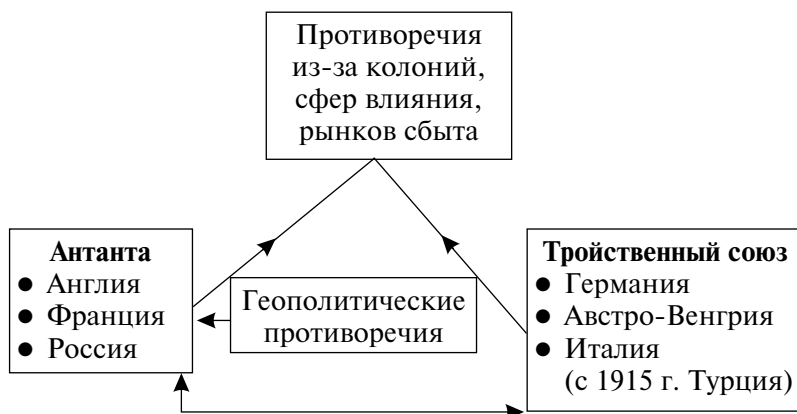 Противоречия
из-за колоний,
сфер влияния,
рынков сбыта
Антанта
● Англия
● Франция
● Россия
Геополитические
противоречия
Тройственный союз
● Германия
● Австро-Венгрия
● Италия
(с 1915 г. Турция)